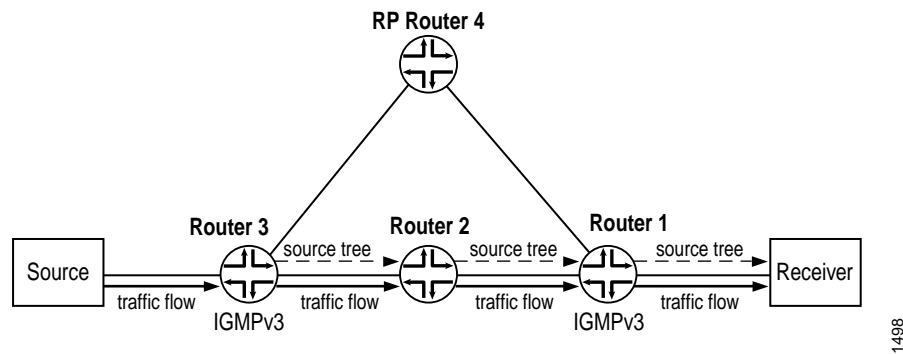 RP Router 4
Router 3
Router 2
Router 1
source tree
source tree
source tree
Source
Receiver
traffic flow
traffic flow
traffic flow
traffic flow
IGMPv3
IGMPv3
1498